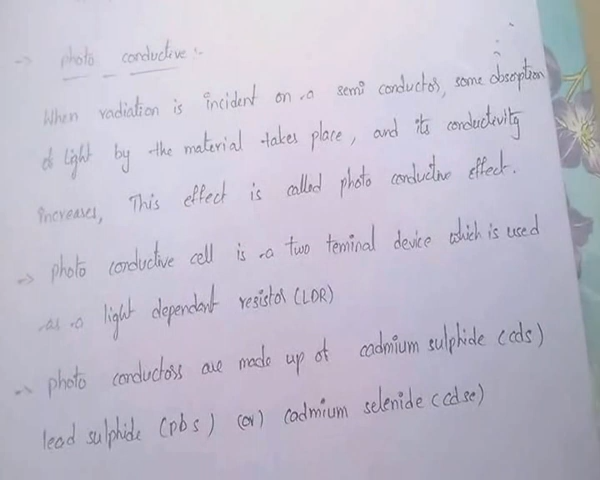 → photo conductive :-
When radiation is incident on a semi conductor, some absorption
of light by the material takes place, and its conductivity
increases, This effect is called photo conductive effect.
→ photo conductive cell is a two teminal device which is used
as a light dependant resistor (LDR)
→ photo conductors are made up of cadmium sulphide (cds)
lead sulphide (pbs) (or) cadmium selenide (cdse)